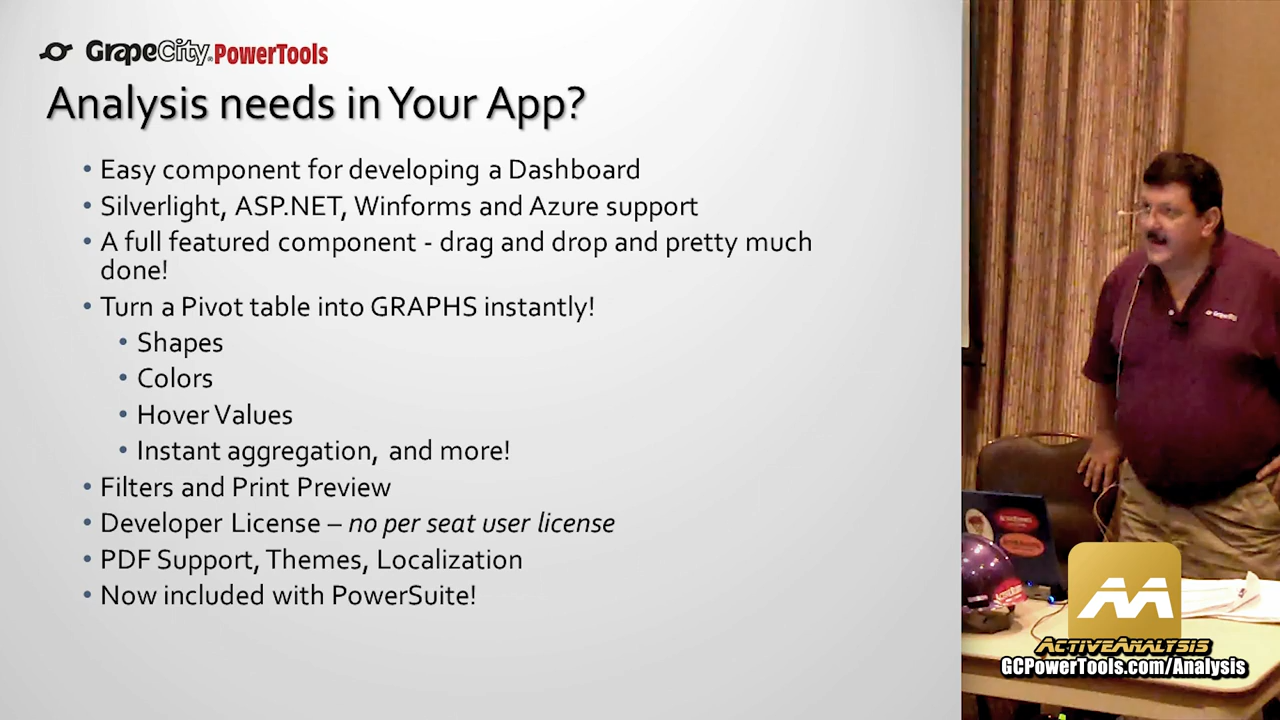 GrapeCity PowerTools
Analysis needs in Your App?
• Easy component for developing a Dashboard
• Silverlight, ASP.NET, Winforms and Azure support
• A full featured component - drag and drop and pretty much
done!
• Turn a Pivot table into GRAPHS instantly!
• Shapes
• Colors
• Hover Values
• Instant aggregation, and more!
• Filters and Print Preview
• Developer License – no per seat user license
• PDF Support, Themes, Localization
• Now included with PowerSuite!
GrapeCity
ActiveAnalysis
GCPowerTools.com/Analysis